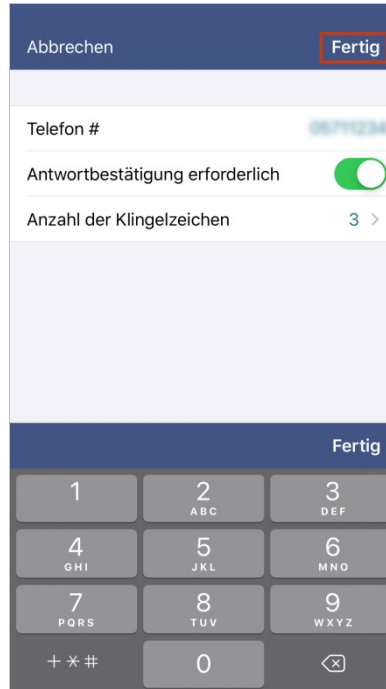 Abbrechen Fertig
Telefon #
Antwortbestätigung erforderlich
Anzahl der Klingelzeichen 3 >
Fertig
1 2 3
ABC DEF
4 5 6
GHI JKL MNO
7 8 9
PQRS TUV WXYZ
+*# 0